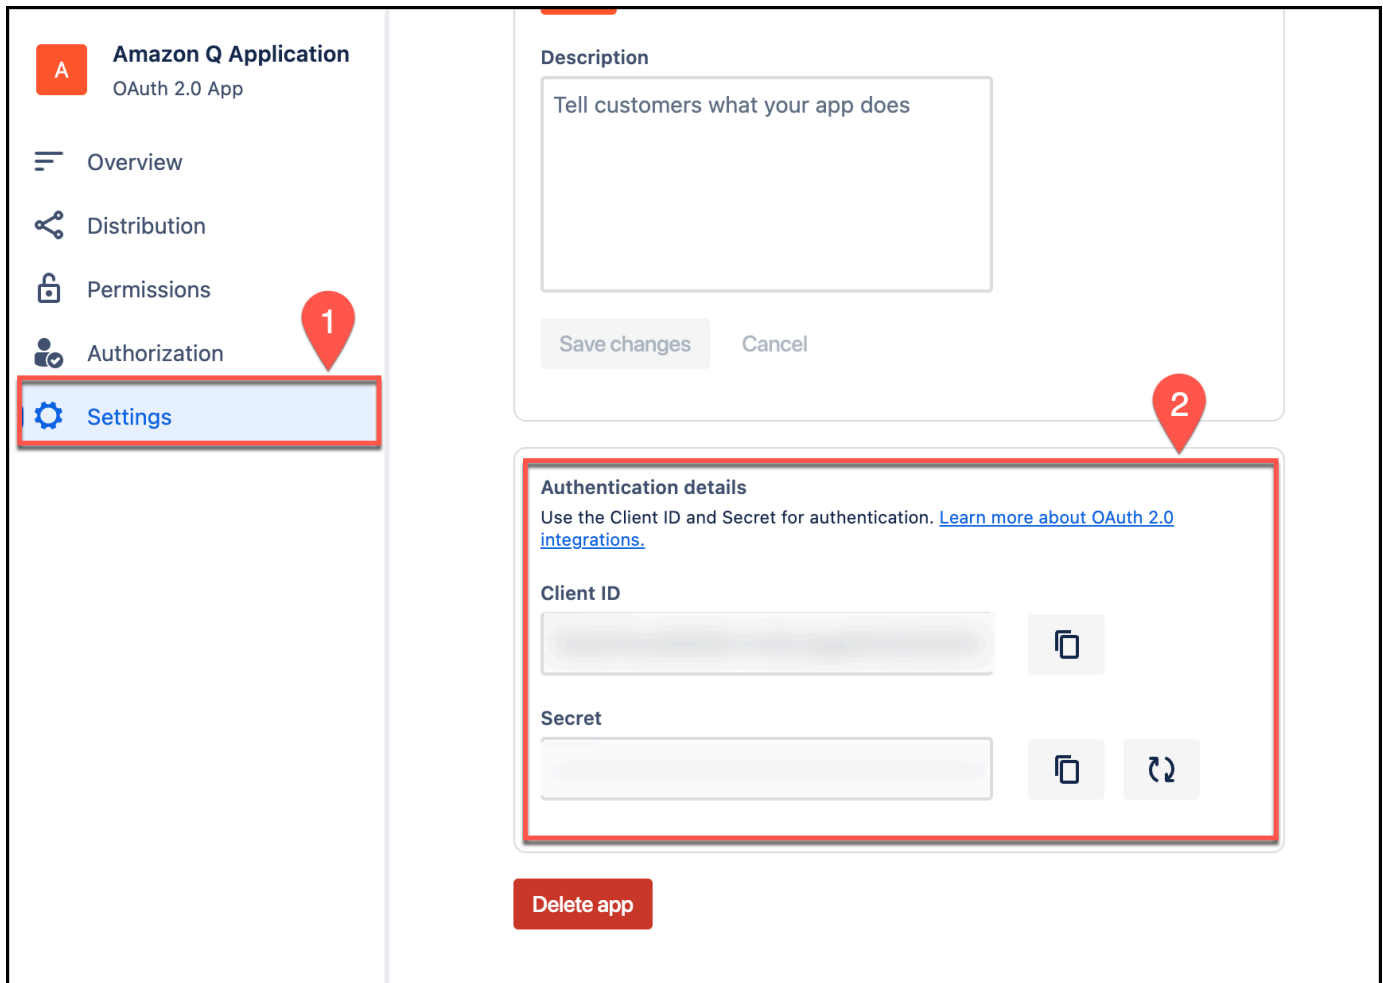 A
Amazon Q Application
OAuth 2.0 App
Overview
Distribution
Permissions
Authorization
1
Settings
Description
Tell customers what your app does
Save changes
Cancel
2
Authentication details
Use the Client ID and Secret for authentication. Learn more about OAuth 2.0
integrations.
Client ID
Secret
Delete app